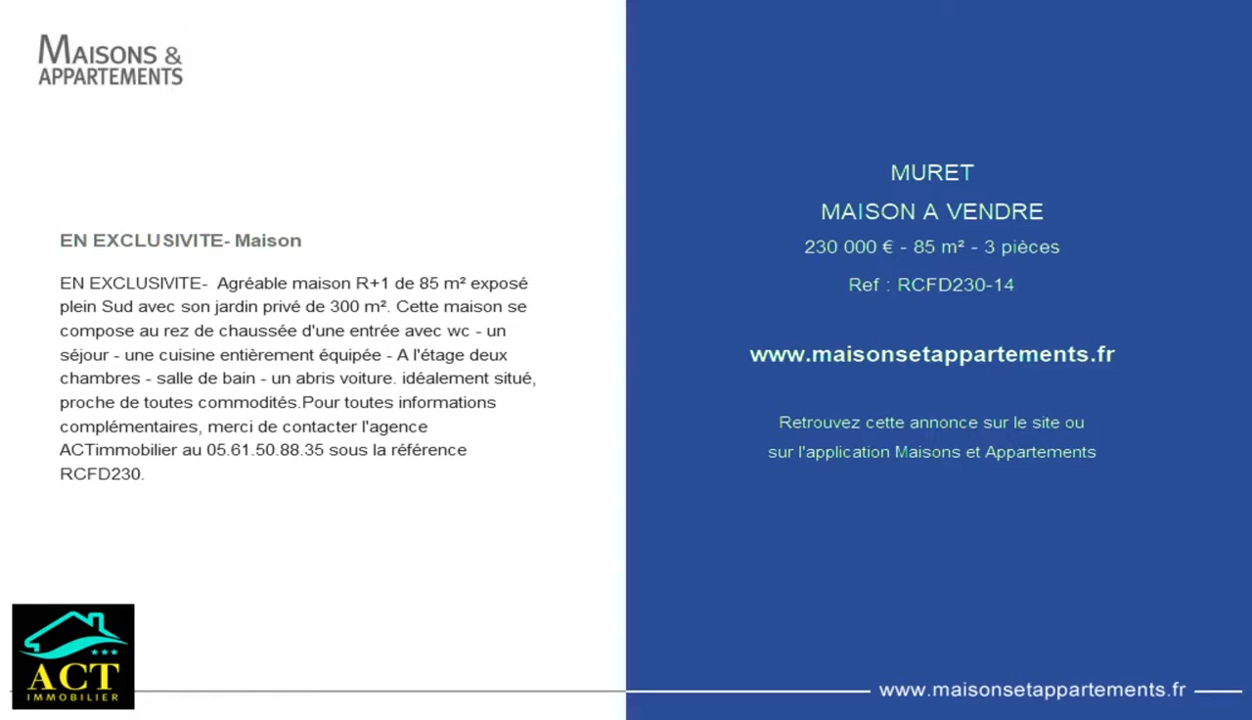 MAISONS &
APPARTEMENTS
EN EXCLUSIVITE- Maison
EN EXCLUSIVITE-  Agréable maison R+1 de 85 m² exposé
plein Sud avec son jardin privé de 300 m². Cette maison se
compose au rez de chaussée d'une entrée avec wc - un
séjour - une cuisine entièrement équipée - A l'étage deux
chambres - salle de bain - un abris voiture. idéalement situé,
proche de toutes commodités.Pour toutes informations
complémentaires, merci de contacter l'agence
ACTimmobilier au 05.61.50.88.35 sous la référence
RCFD230.
ACT
IMMOBILIER
MURET
MAISON A VENDRE
230 000 € - 85 m² - 3 pièces
Ref : RCFD230-14
www.maisonsetappartements.fr
Retrouvez cette annonce sur le site ou
sur l'application Maisons et Appartements
www.maisonsetappartements.fr